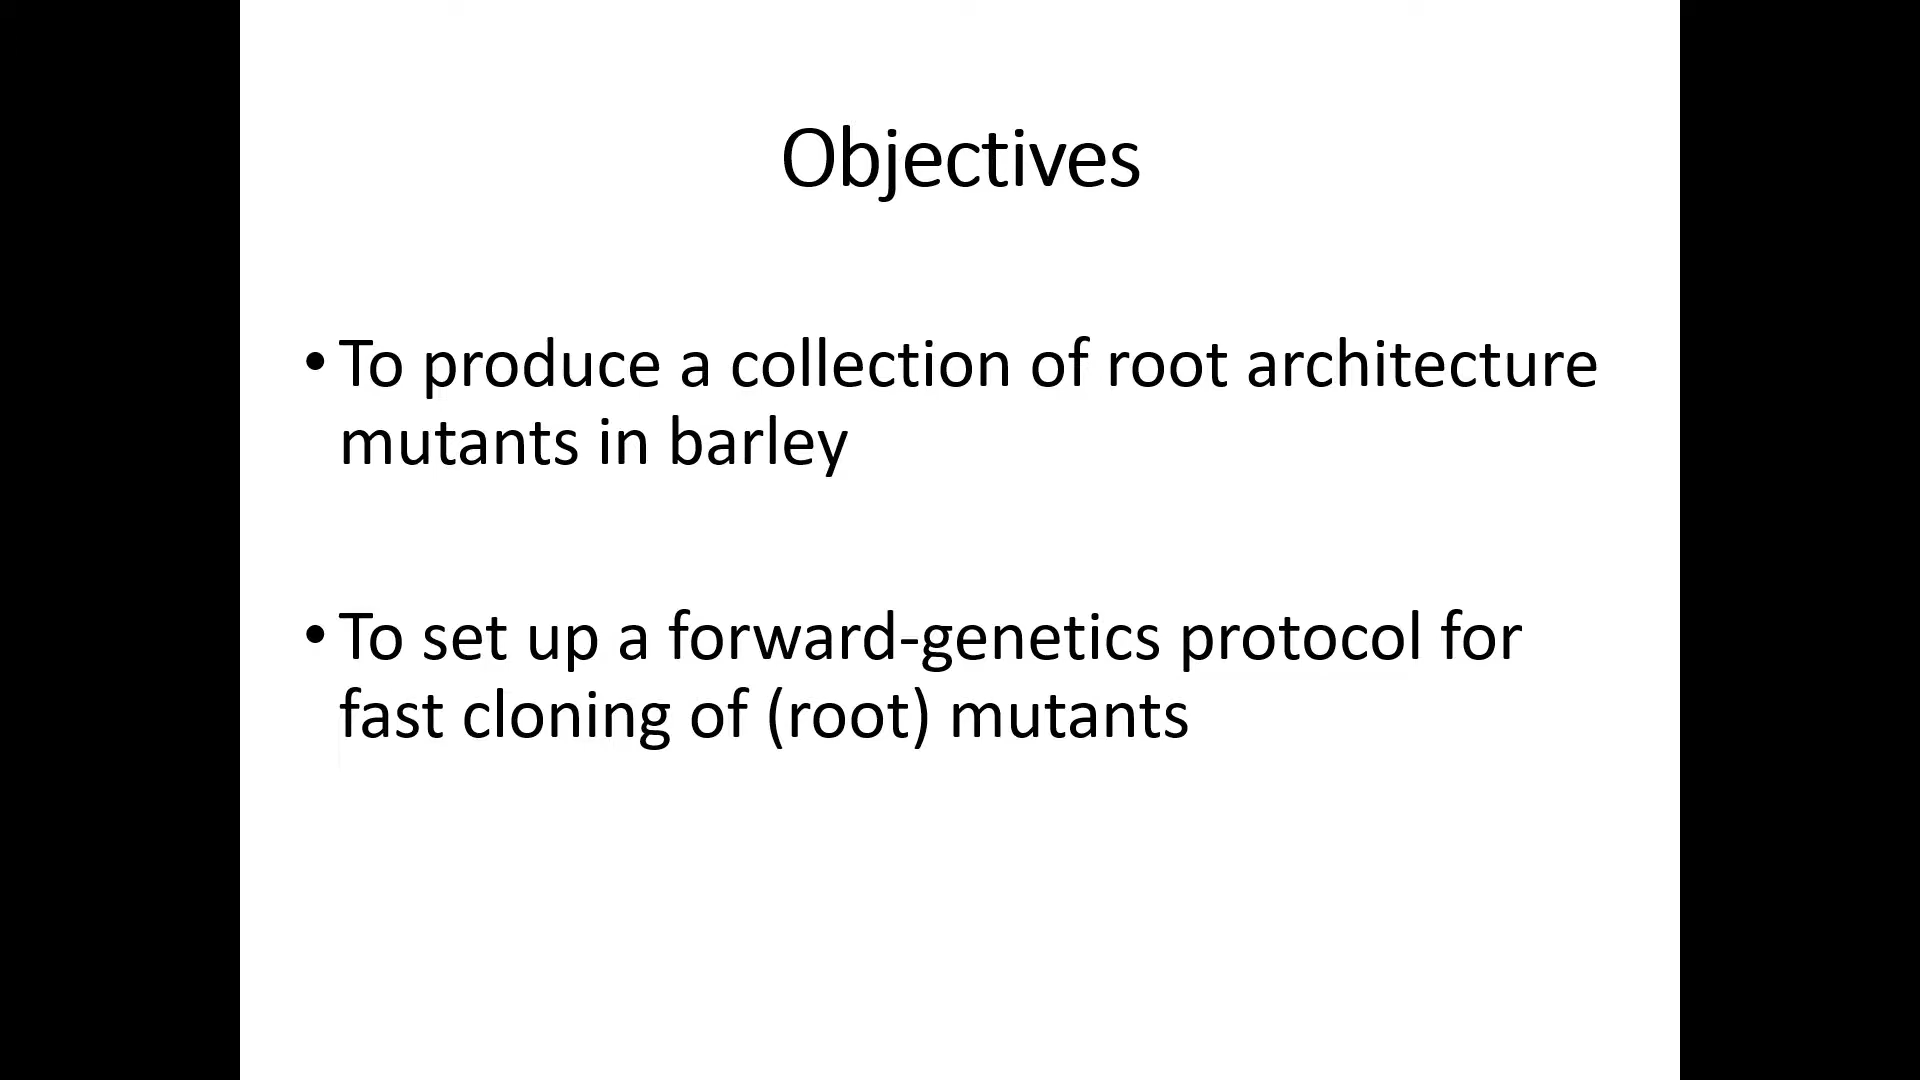 Objectives
• To produce a collection of root architecture
mutants in barley
• To set up a forward-genetics protocol for
fast cloning of (root) mutants